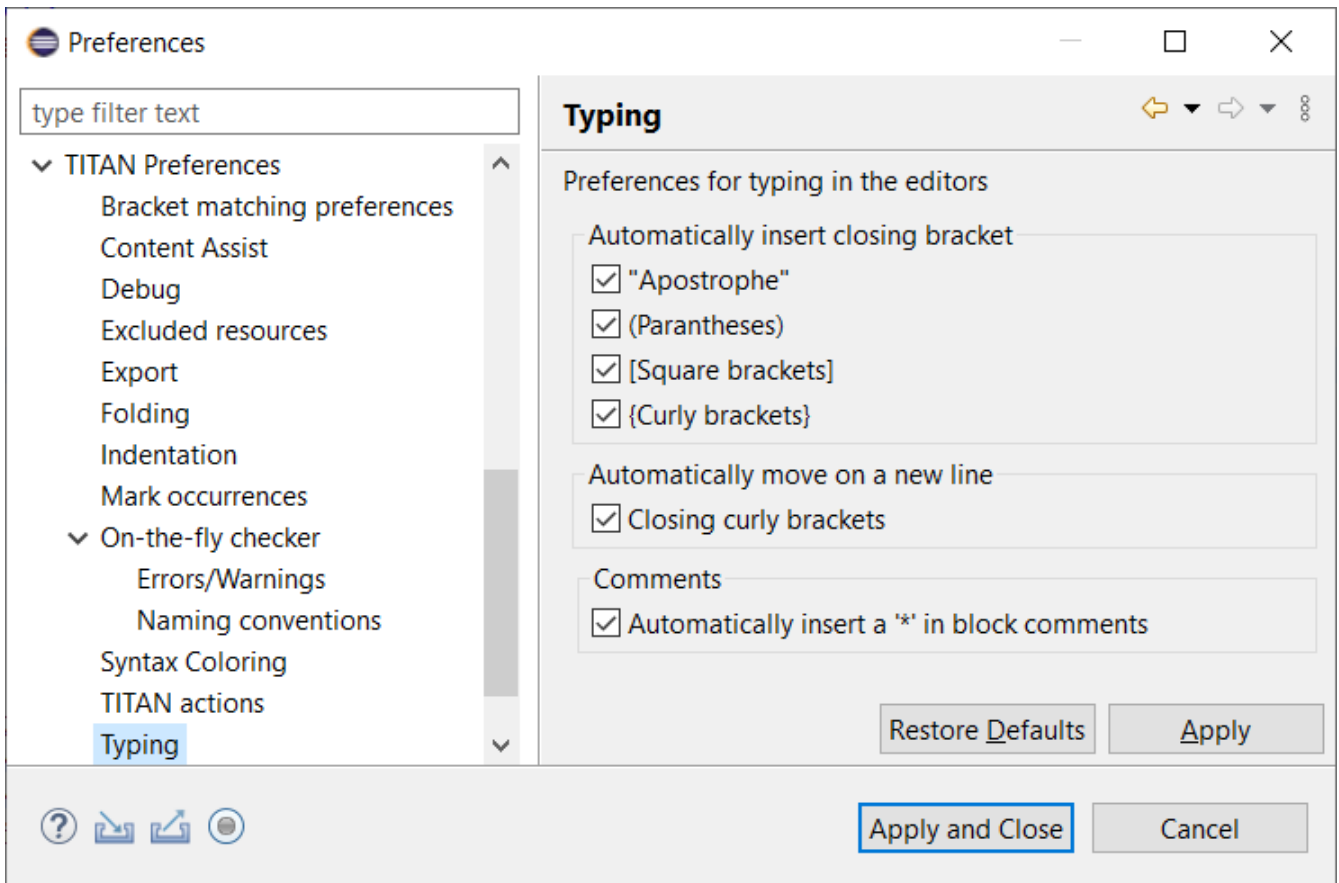 Preferences
type filter text
TITAN Preferences
Bracket matching preferences
Content Assist
Debug
Excluded resources
Export
Folding
Indentation
Mark occurrences
On-the-fly checker
Errors/Warnings
Naming conventions
Syntax Coloring
TITAN actions
Typing
Typing
Preferences for typing in the editors
Automatically insert closing bracket
"Apostrophe"
(Parantheses)
[Square brackets]
{Curly brackets}
Automatically move on a new line
Closing curly brackets
Comments
Automatically insert a '*' in block comments
Restore Defaults
Apply
Apply and Close
Cancel